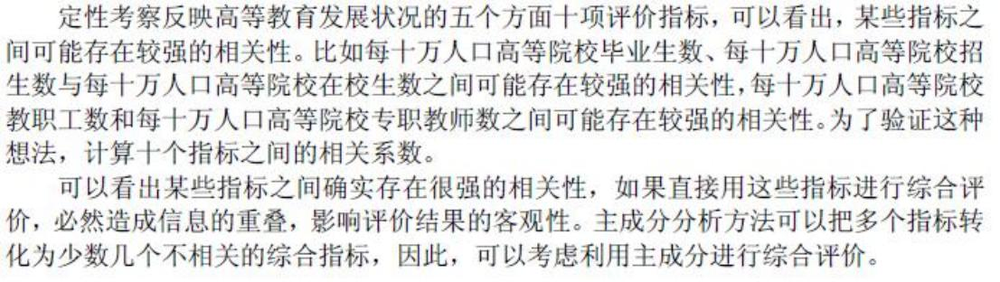 定性考察反映高等教育发展状况的五个方面十项评价指标，可以看出，某些指标之
间可能存在较强的相关性。比如每十万人口高等院校毕业生数、每十万人口高等院校招
生数与每十万人口高等院校在校生数之间可能存在较强的相关性，每十万人口高等院校
教职工数和每十万人口高等院校专职教师数之间可能存在较强的相关性。为了验证这种
想法，计算十个指标之间的相关系数。
可以看出某些指标之间确实存在很强的相关性，如果直接用这些指标进行综合评
价，必然造成信息的重叠，影响评价结果的客观性。主成分分析方法可以把多个指标转
化为少数几个不相关的综合指标，因此，可以考虑利用主成分进行综合评价。